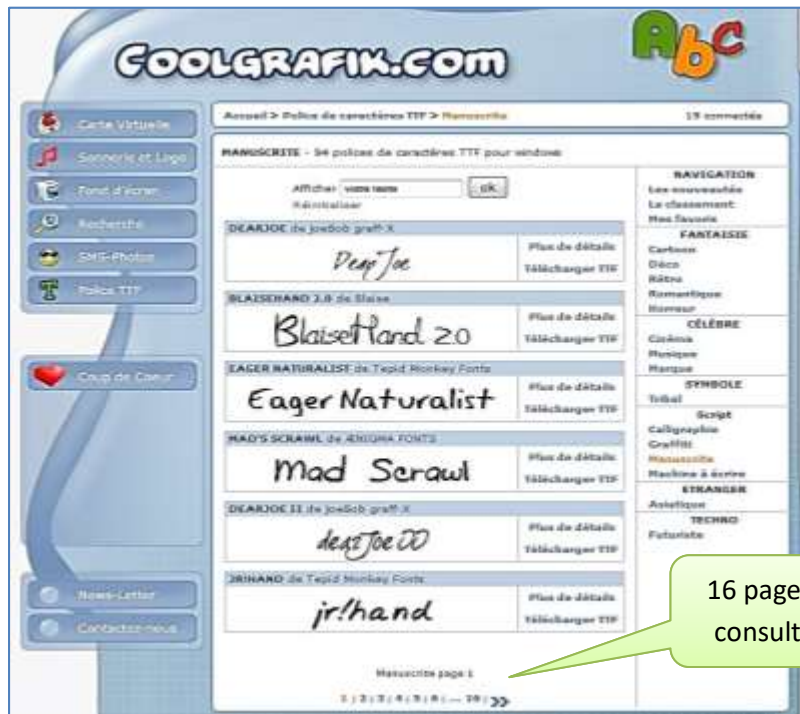 COOLGRAFIK.COM
Abc
Accueil > Police de caractères TTF > Manuscrite
19 connectés
Carte Virtuelle
Sonnerie et Logo
Fond d'écran
Recherche
SMS-Photos
Police TTF
Coup de Coeur
News-Letter
Contactez-nous
MANUSCRITE - 94 polices de caractères TTF pour windows
Afficher votre texte ok
Réinitialiser
DEARJOE de joeBob graff-X
Dear Joe
Plus de détails
Télécharger TTF
BLAISEHAND 2.0 de Blaise
BlaiseHand 2.0
Plus de détails
Télécharger TTF
EAGER NATURALIST de Tepid Monkey Fonts
Eager Naturalist
Plus de détails
Télécharger TTF
MAD'S SCRAWL de ÆNIGMA FONTS
Mad Scrawl
Plus de détails
Télécharger TTF
DEARJOE II de joeBob graff-X
dearJoe II
Plus de détails
Télécharger TTF
JR!HAND de Tepid Monkey Fonts
jr!hand
Plus de détails
Télécharger TTF
Manuscrite page 1
1 | 2 | 3 | 4 | 5 | 6 | ... 16 | >>
NAVIGATION
Les nouveautés
Le classement
Mes favoris
FANTAISIE
Cartoon
Déco
Rétro
Romantique
Horreur
CÉLÈBRE
Cinéma
Musique
Marque
SYMBOLE
Tribal
Script
Calligraphie
Graffiti
Manuscrite
Machine à écrire
ETRANGER
Asiatique
TECHNO
Futuriste
16 page
consult